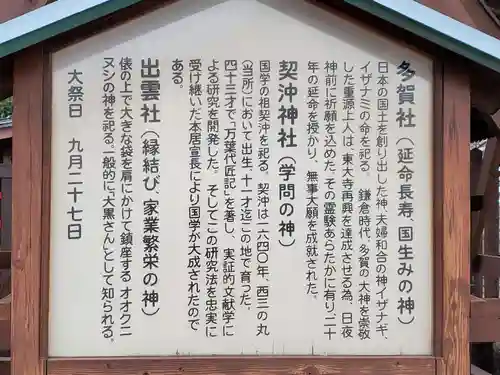 多賀社（延命長寿、国生みの神）
日本の国土を創り出した神、夫婦和合の神イザナギ、
イザナミの命を祀る。　鎌倉時代、多賀の大神を崇敬
した重源上人は、東大寺再興を達成させる為、日夜
神前に祈願を込めた、その霊験あらたかに有り、二十
年の延命を授かり、無事大願を成就された。
契沖神社（学問の神）
国学の祖契沖を祀る。契沖は一六四〇年、西三の丸
（当所）において出生、十一才迄この地で育った。
四十三才で、「万葉代匠記」を著し、実証的文献学に
よる研究を開発した。そしてこの研究法を忠実に
受け継いだ本居宣長により国学が大成されたので
ある。
出雲社（縁結び、家業繁栄の神）
俵の上で大きな袋を肩にかけて鎮座する　オオクニ
ヌシの神を祀る、一般的に、「大黒さん」として知られる。
大祭日　九月二十七日